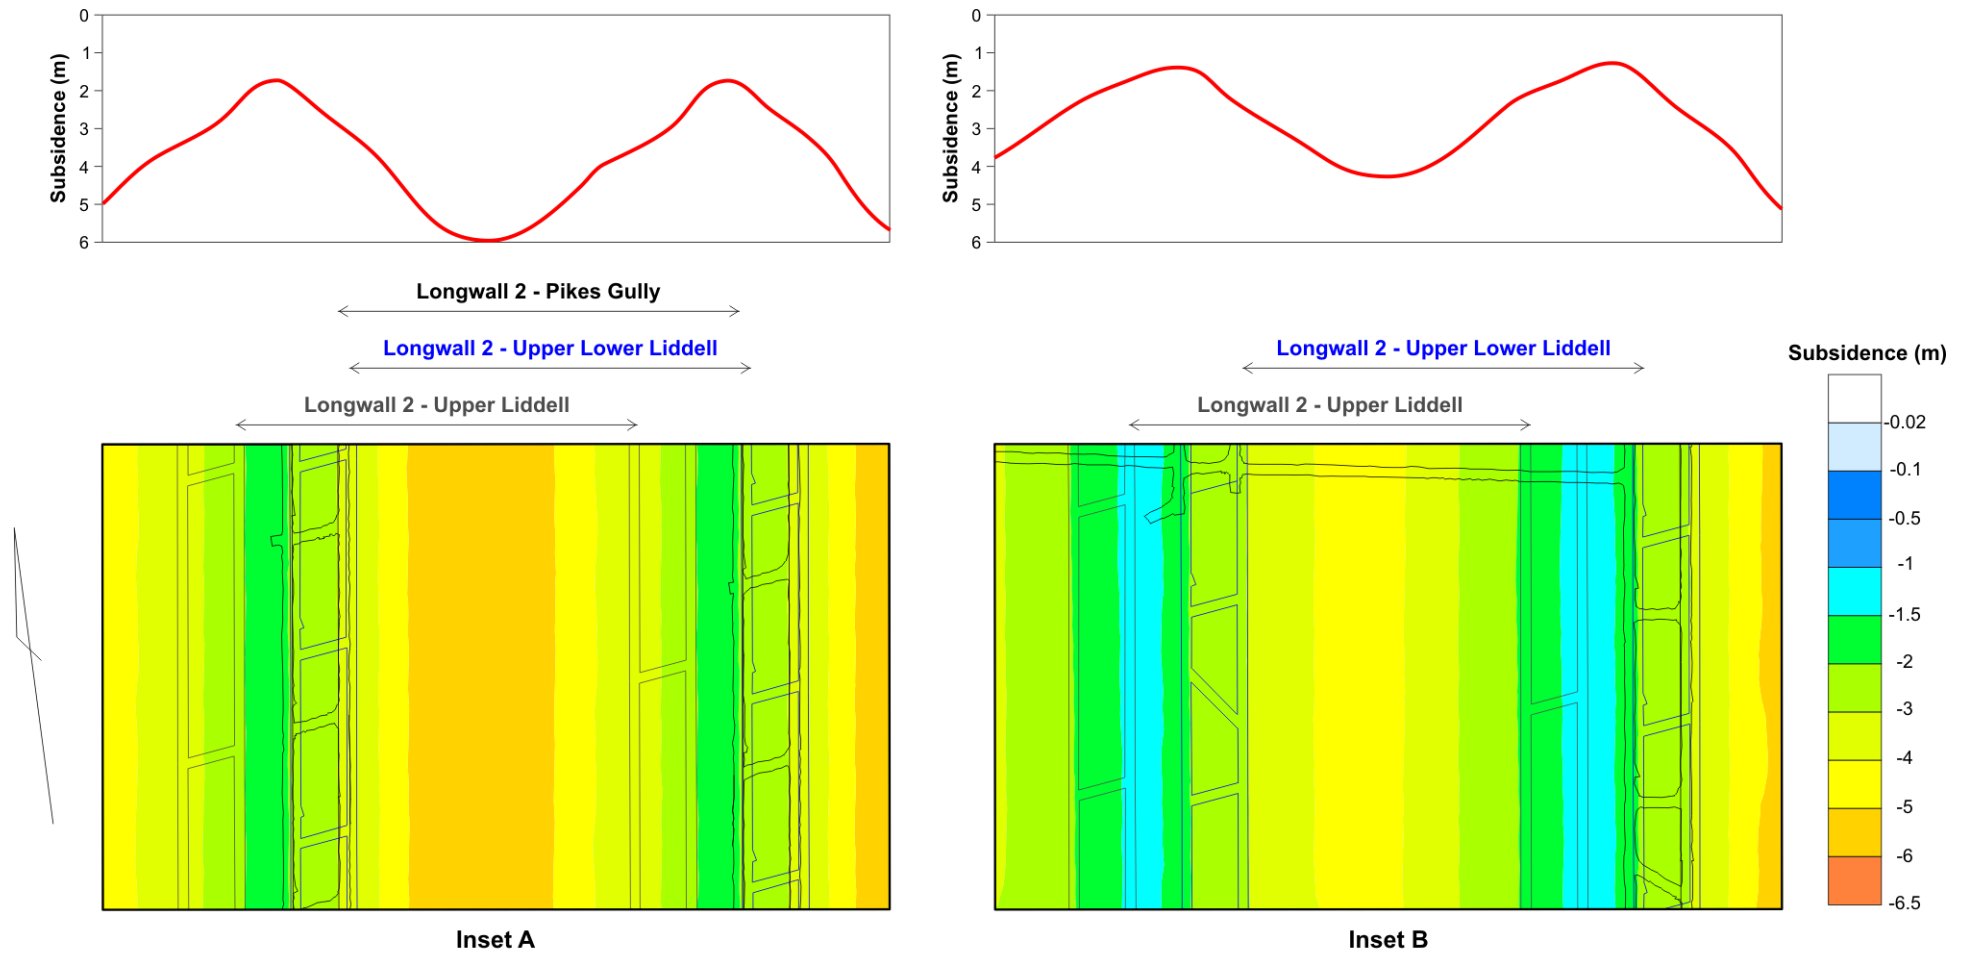 0
1
2
3
4
5
6
Subsidence (m)
0
1
2
3
4
5
6
Subsidence (m)
Longwall 2 - Pikes Gully
Longwall 2 - Upper Lower Liddell
Longwall 2 - Upper Liddell
Longwall 2 - Upper Lower Liddell
Longwall 2 - Upper Liddell
Subsidence (m)
-0.02
-0.1
-0.5
-1
-1.5
-2
-3
-4
-5
-6
-6.5
Inset A
Inset B